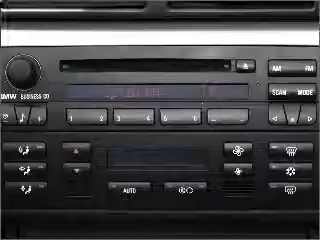 AM FM
BMW BUSINESS CD
SCAN MODE
1 2 3 4 5 6
AUTO